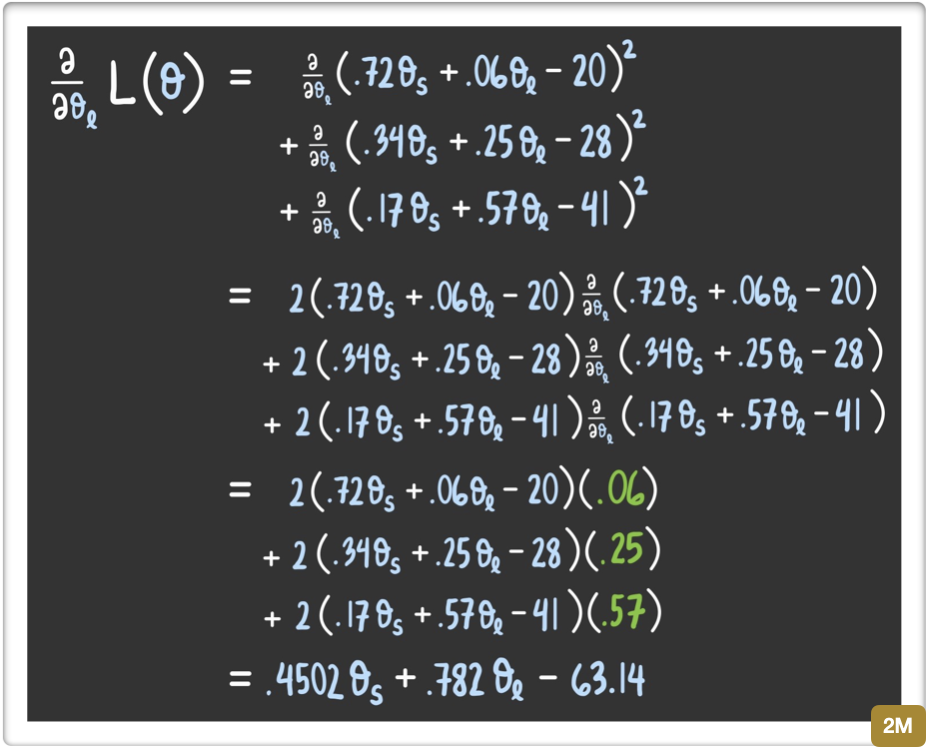 ∂/∂θ_ℓ L(θ) = ∂/∂θ_ℓ (.72θ_s + .06θ_ℓ − 20)²
+ ∂/∂θ_ℓ (.34θ_s + .25θ_ℓ − 28)²
+ ∂/∂θ_ℓ (.17θ_s + .57θ_ℓ − 41)²
= 2(.72θ_s + .06θ_ℓ − 20) ∂/∂θ_ℓ (.72θ_s + .06θ_ℓ − 20)
+ 2(.34θ_s + .25θ_ℓ − 28) ∂/∂θ_ℓ (.34θ_s + .25θ_ℓ − 28)
+ 2(.17θ_s + .57θ_ℓ − 41) ∂/∂θ_ℓ (.17θ_s + .57θ_ℓ − 41)
= 2(.72θ_s + .06θ_ℓ − 20)(.06)
+ 2(.34θ_s + .25θ_ℓ − 28)(.25)
+ 2(.17θ_s + .57θ_ℓ − 41)(.57)
= .4502θ_s + .782θ_ℓ − 63.14
2M